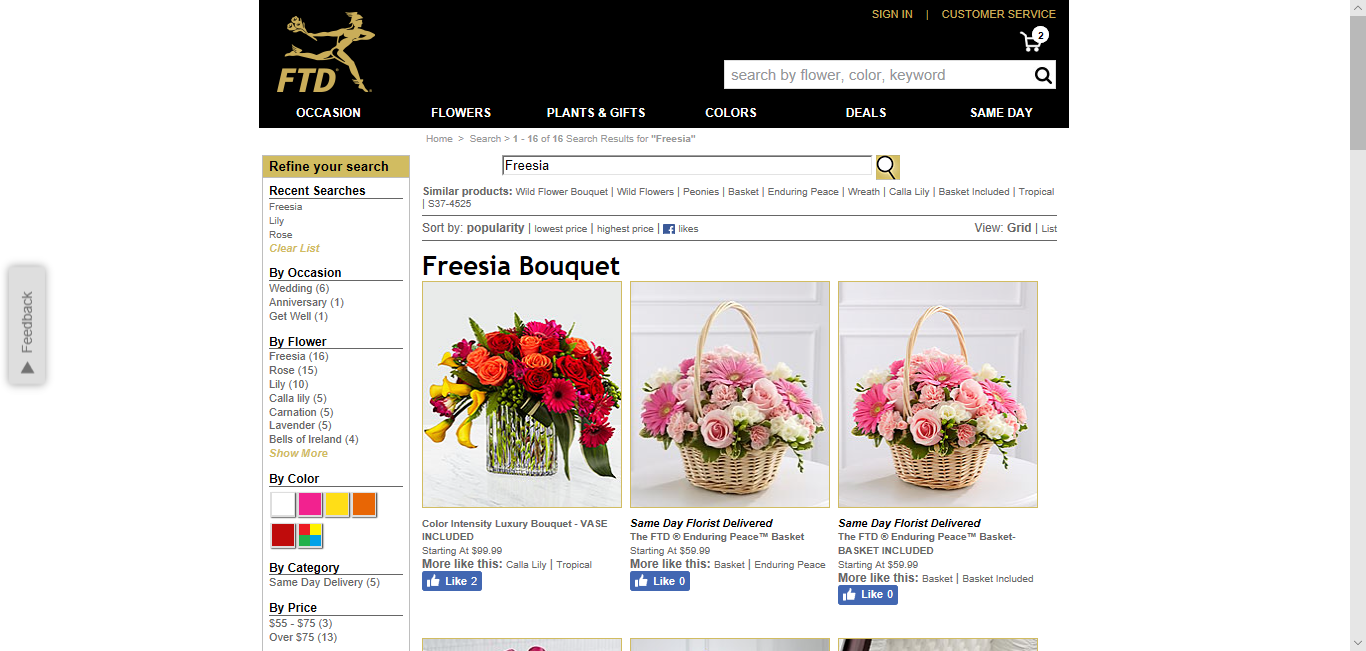 SIGN IN | CUSTOMER SERVICE
2
FTD
search by flower, color, keyword
OCCASION FLOWERS PLANTS & GIFTS COLORS DEALS SAME DAY
Home > Search > 1 - 16 of 16 Search Results for "Freesia"
Refine your search
Recent Searches
Freesia
Lily
Rose
Clear List
By Occasion
Wedding (6)
Anniversary (1)
Get Well (1)
By Flower
Freesia (16)
Rose (15)
Lily (10)
Calla lily (5)
Carnation (5)
Lavender (5)
Bells of Ireland (4)
Show More
By Color
By Category
Same Day Delivery (5)
By Price
$55 - $75 (3)
Over $75 (13)
Feedback
Freesia
Similar products: Wild Flower Bouquet | Wild Flowers | Peonies | Basket | Enduring Peace | Wreath | Calla Lily | Basket Included | Tropical
| S37-4525
Sort by: popularity | lowest price | highest price | f likes
View: Grid | List
Freesia Bouquet
Color Intensity Luxury Bouquet - VASE
INCLUDED
Starting At $99.99
More like this: Calla Lily | Tropical
Like 2
Same Day Florist Delivered
The FTD ® Enduring Peace™ Basket
Starting At $59.99
More like this: Basket | Enduring Peace
Like 0
Same Day Florist Delivered
The FTD ® Enduring Peace™ Basket-
BASKET INCLUDED
Starting At $59.99
More like this: Basket | Basket Included
Like 0